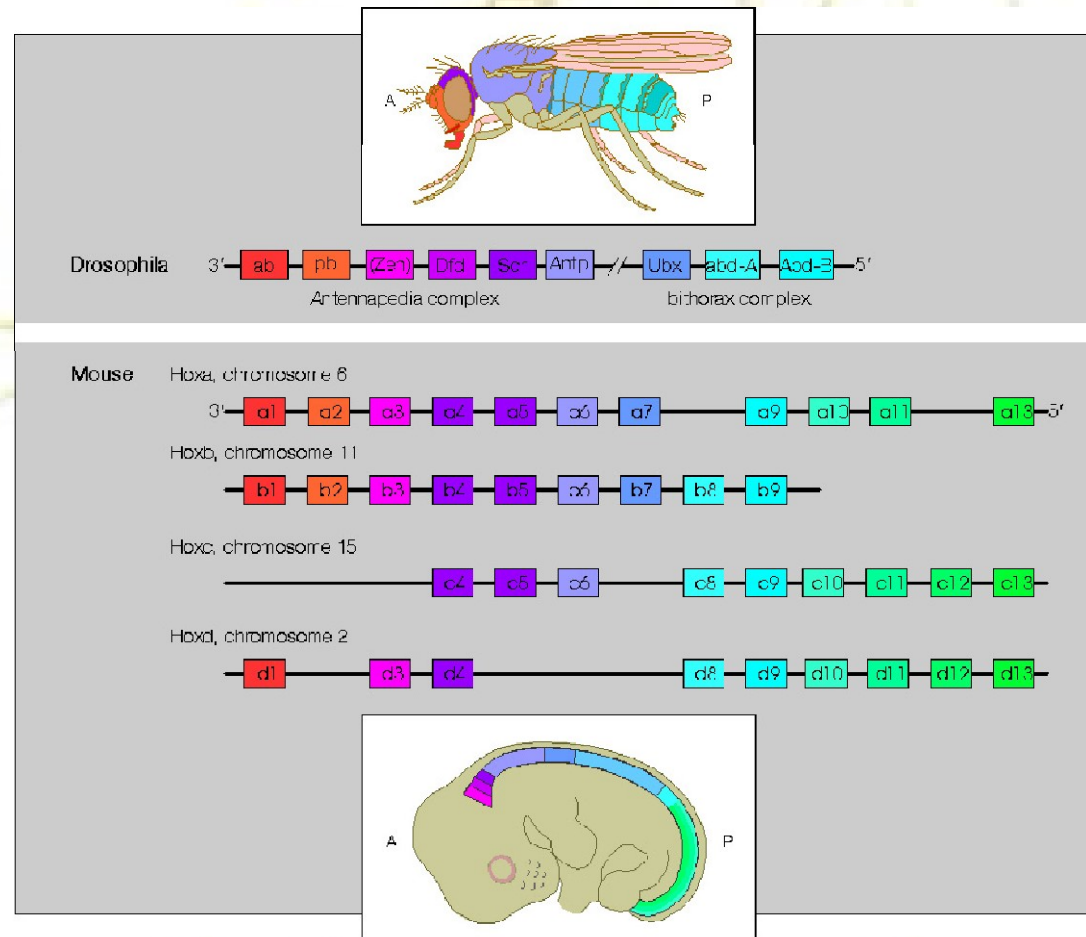 A P
Drosophila 3′ ab pb (Zen) Dfd Scr Antp // Ubx abd-A Abd-B 5′
Antennapedia complex bithorax complex
Mouse Hoxa, chromosome 6
3′ a1 a2 a3 a4 a5 a6 a7 a9 a10 a11 a13 5′
Hoxb, chromosome 11
b1 b2 b3 b4 b5 a6 b7 b8 b9
Hoxc, chromosome 15
c4 c5 c6 c8 c9 c10 c11 c12 c13
Hoxd, chromosome 2
d1 d3 d4 d8 d9 d10 d11 d12 d13
A P